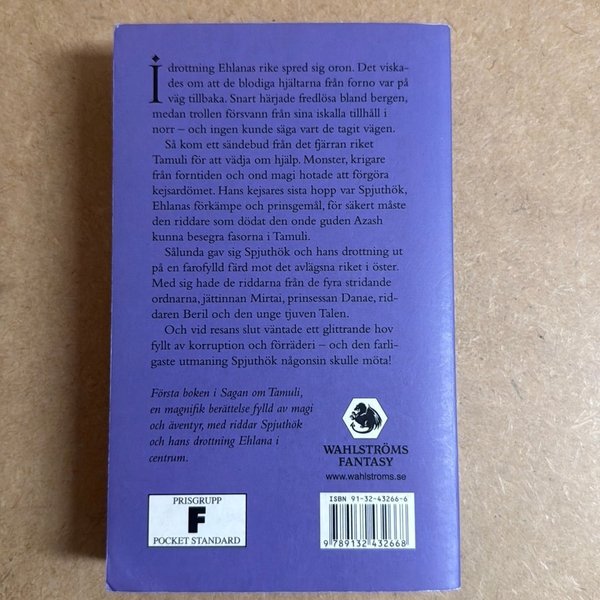 I drottning Ehlanas rike spred sig oron. Det viska-
des om att de blodiga hjältarna från forno var på
väg tillbaka. Snart härjade fredlösa bland bergen,
medan trollen försvann från sina iskalla tillhåll i
norr – och ingen kunde säga vart de tagit vägen.
Så kom ett sändebud från det fjärran riket
Tamuli för att vädja om hjälp. Monster, krigare
från forntiden och ond magi hotade att förgöra
kejsardömet. Hans kejsares sista hopp var Spjuthök,
Ehlanas förkämpe och prinsgemål, för säkert måste
den riddare som dödat den onde guden Azash
kunna besegra fasorna i Tamuli.
Sålunda gav sig Spjuthök och hans drottning ut
på en farofylld färd mot det avlägsna riket i öster.
Med sig hade de riddarna från de fyra stridande
ordnarna, jättinnan Mirtai, prinsessan Danae, rid-
daren Beril och den unge tjuven Talen.
Och vid resans slut väntade ett glittrande hov
fyllt av korruption och förräderi – och den farli-
gaste utmaning Spjuthök någonsin skulle möta!
Första boken i Sagan om Tamuli,
en magnifik berättelse fylld av magi
och äventyr, med riddar Spjuthök
och hans drottning Ehlana i
centrum.
WAHLSTRÖMS
FANTASY
www.wahlstroms.se
PRISGRUPP
F
POCKET STANDARD
ISBN 91-32-43266-6
9 789132 432668